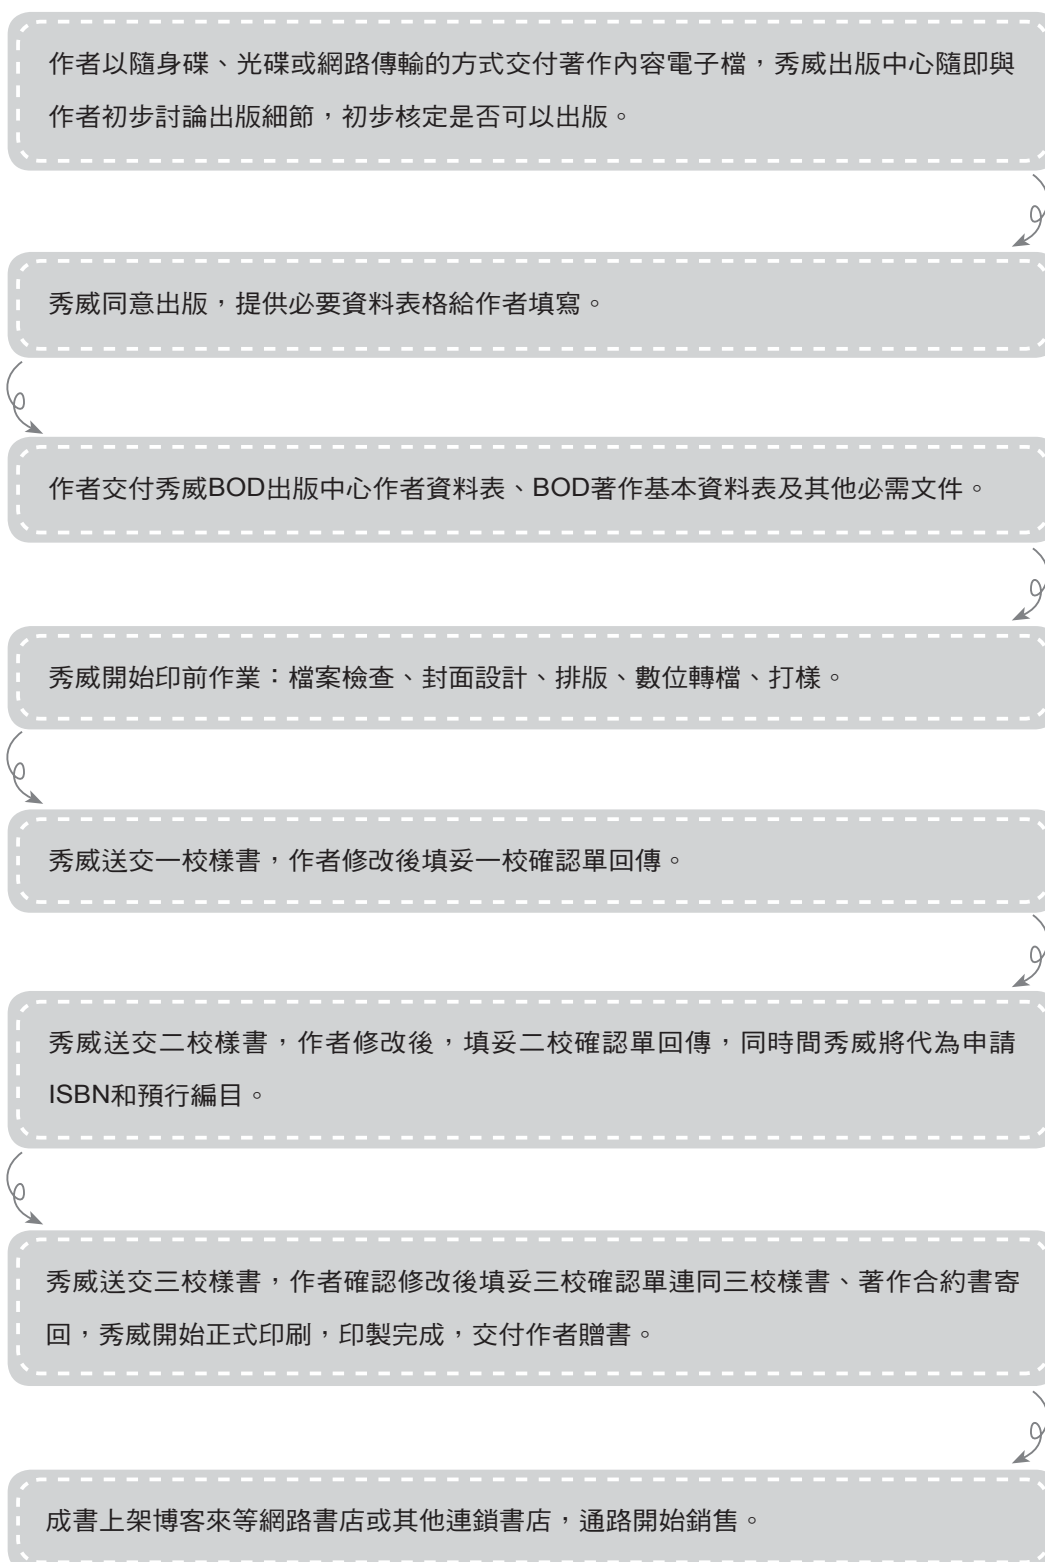 作者以隨身碟、光碟或網路傳輸的方式交付著作內容電子檔，秀威出版中心隨即與
作者初步討論出版細節，初步核定是否可以出版。
秀威同意出版，提供必要資料表格給作者填寫。
作者交付秀威BOD出版中心作者資料表、BOD著作基本資料表及其他必需文件。
秀威開始印前作業：檔案檢查、封面設計、排版、數位轉檔、打樣。
秀威送交一校樣書，作者修改後填妥一校確認單回傳。
秀威送交二校樣書，作者修改後，填妥二校確認單回傳，同時間秀威將代為申請
ISBN和預行編目。
秀威送交三校樣書，作者確認修改後填妥三校確認單連同三校樣書、著作合約書寄
回，秀威開始正式印刷，印製完成，交付作者贈書。
成書上架博客來等網路書店或其他連鎖書店，通路開始銷售。